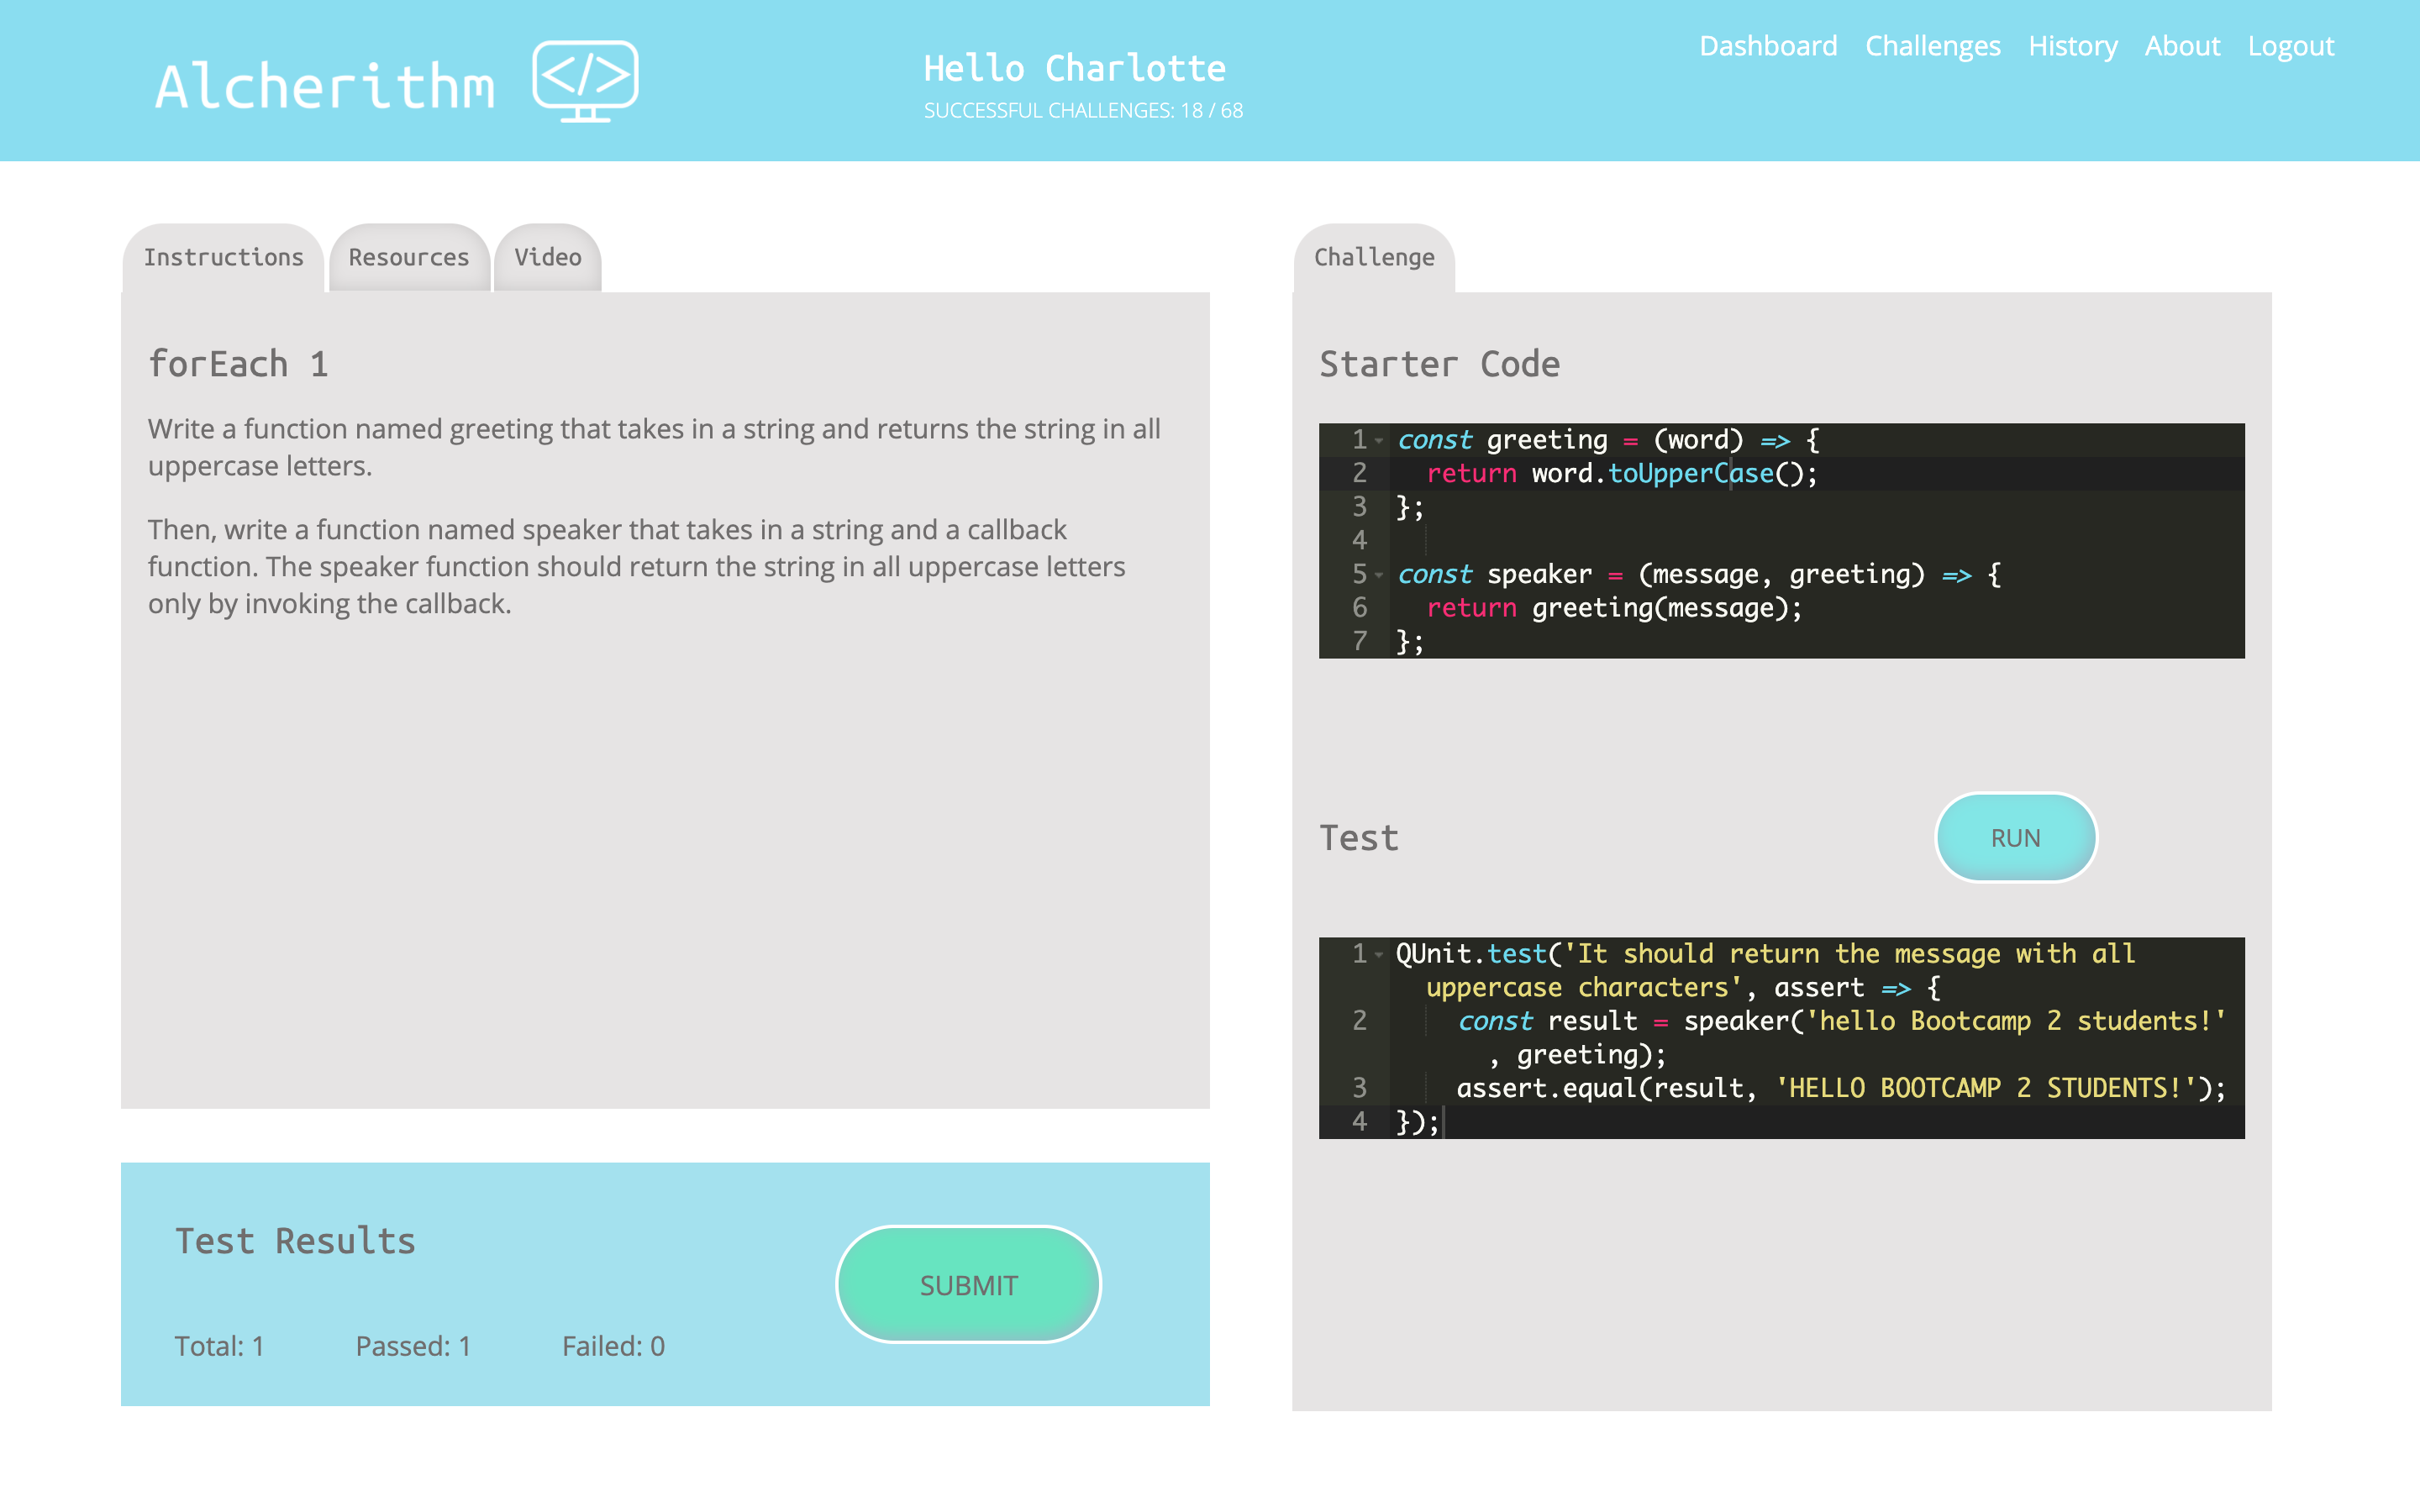 Alcherithm </>
Hello Charlotte
SUCCESSFUL CHALLENGES: 18 / 68
Dashboard Challenges History About Logout
Instructions Resources Video
forEach 1
Write a function named greeting that takes in a string and returns the string in all
uppercase letters.
Then, write a function named speaker that takes in a string and a callback
function. The speaker function should return the string in all uppercase letters
only by invoking the callback.
Test Results
Total: 1 Passed: 1 Failed: 0
SUBMIT
Challenge
Starter Code
1 const greeting = (word) => {
2   return word.toUpperCase();
3 };
4
5 const speaker = (message, greeting) => {
6   return greeting(message);
7 };
Test
RUN
1 QUnit.test('It should return the message with all
uppercase characters', assert => {
2     const result = speaker('hello Bootcamp 2 students!'
, greeting);
3     assert.equal(result, 'HELLO BOOTCAMP 2 STUDENTS!');
4 });